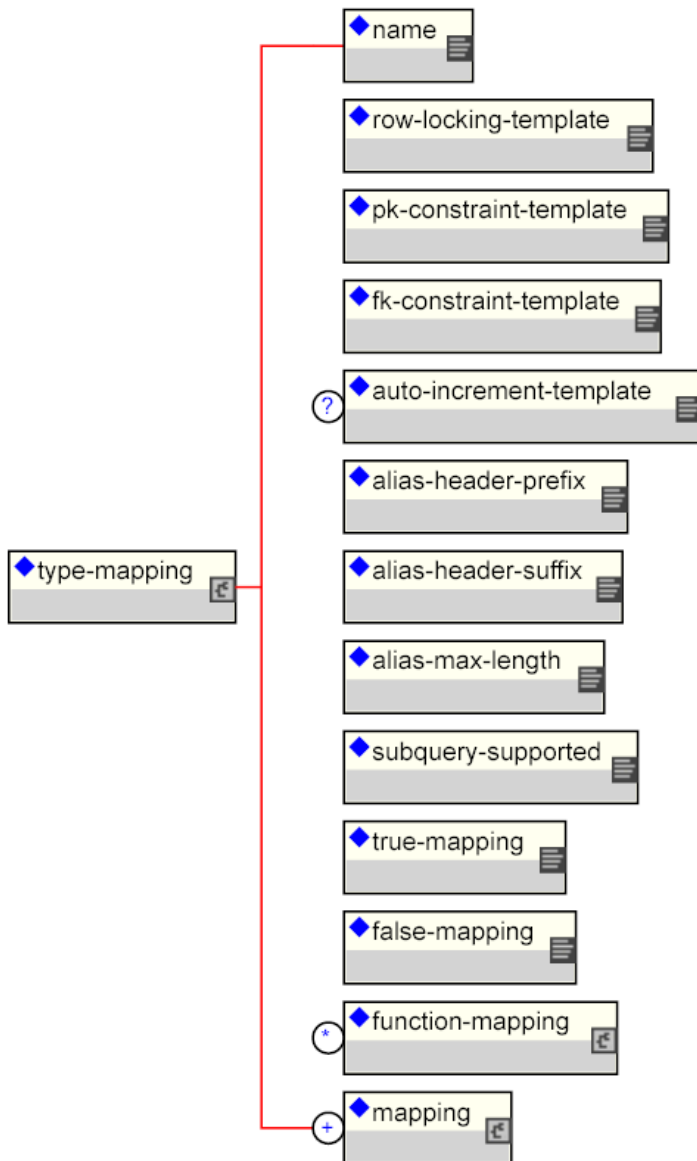 name
row-locking-template
pk-constraint-template
fk-constraint-template
? auto-increment-template
alias-header-prefix
type-mapping
alias-header-suffix
alias-max-length
subquery-supported
true-mapping
false-mapping
* function-mapping
+ mapping